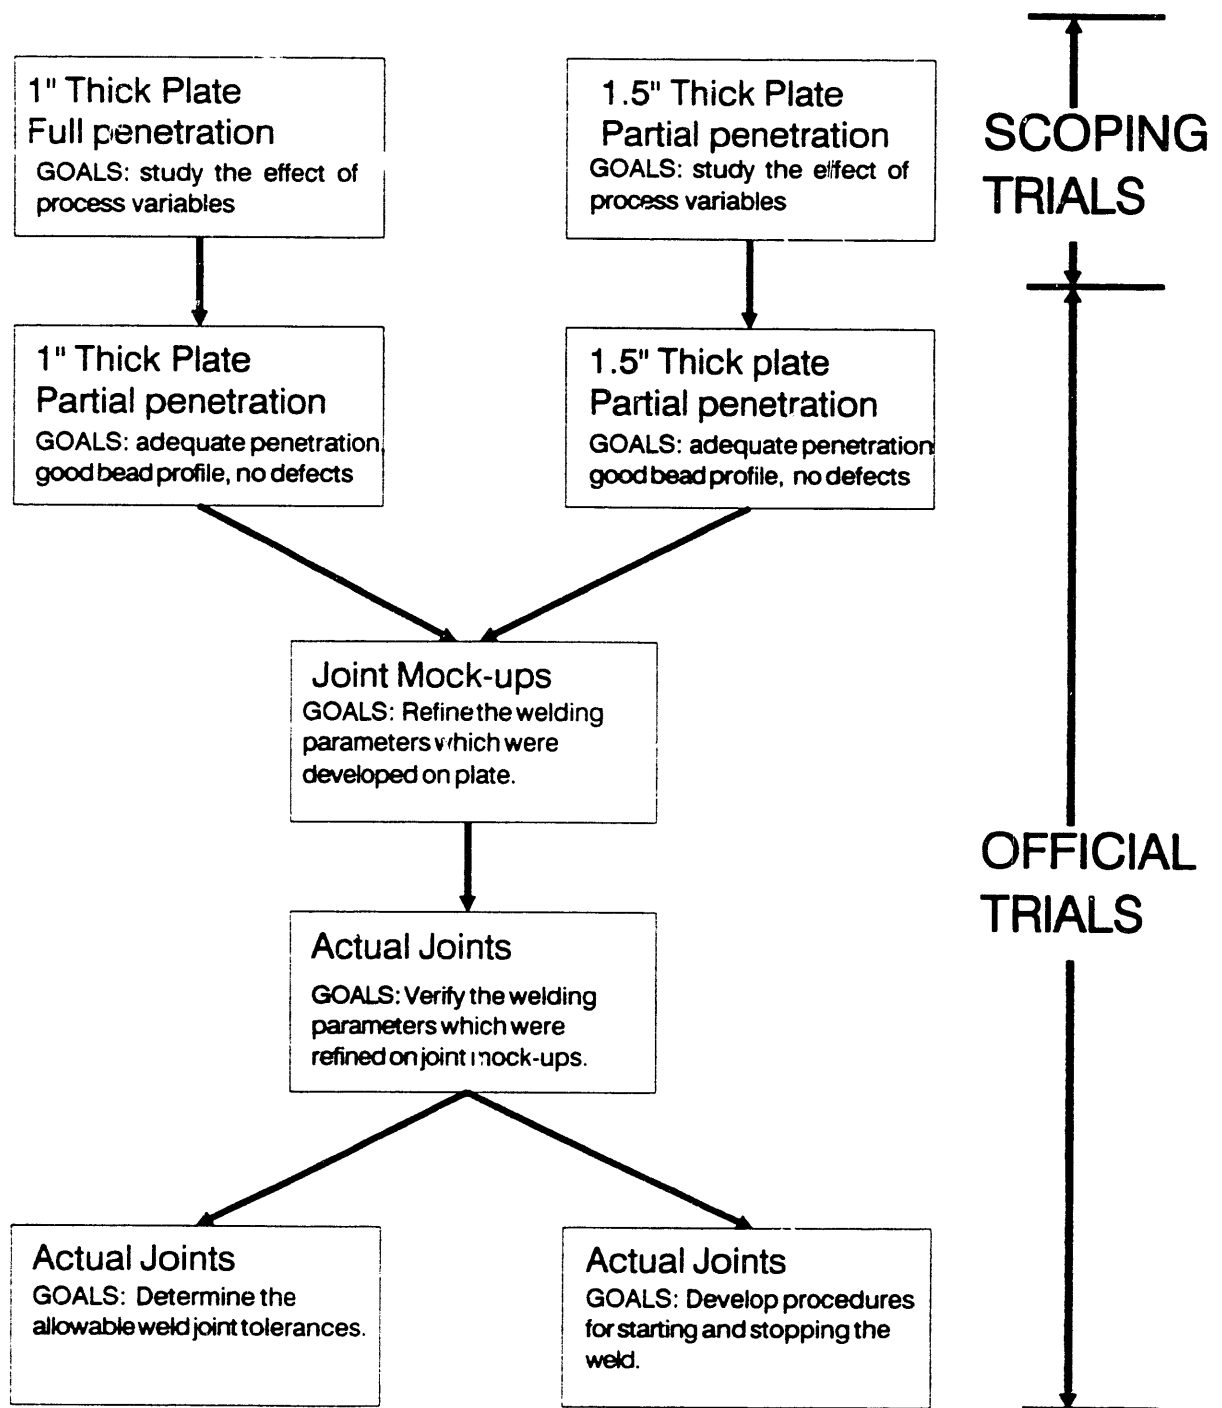 1" Thick Plate
Full penetration
GOALS: study the effect of
process variables
1.5" Thick Plate
Partial penetration
GOALS: study the effect of
process variables
SCOPING
TRIALS
1" Thick Plate
Partial penetration
GOALS: adequate penetration,
good bead profile, no defects
1.5" Thick plate
Partial penetration
GOALS: adequate penetration
good bead profile, no defects
Joint Mock-ups
GOALS: Refine the welding
parameters which were
developed on plate.
OFFICIAL
TRIALS
Actual Joints
GOALS: Verify the welding
parameters which were
refined on joint mock-ups.
Actual Joints
GOALS: Determine the
allowable weld joint tolerances.
Actual Joints
GOALS: Develop procedures
for starting and stopping the
weld.